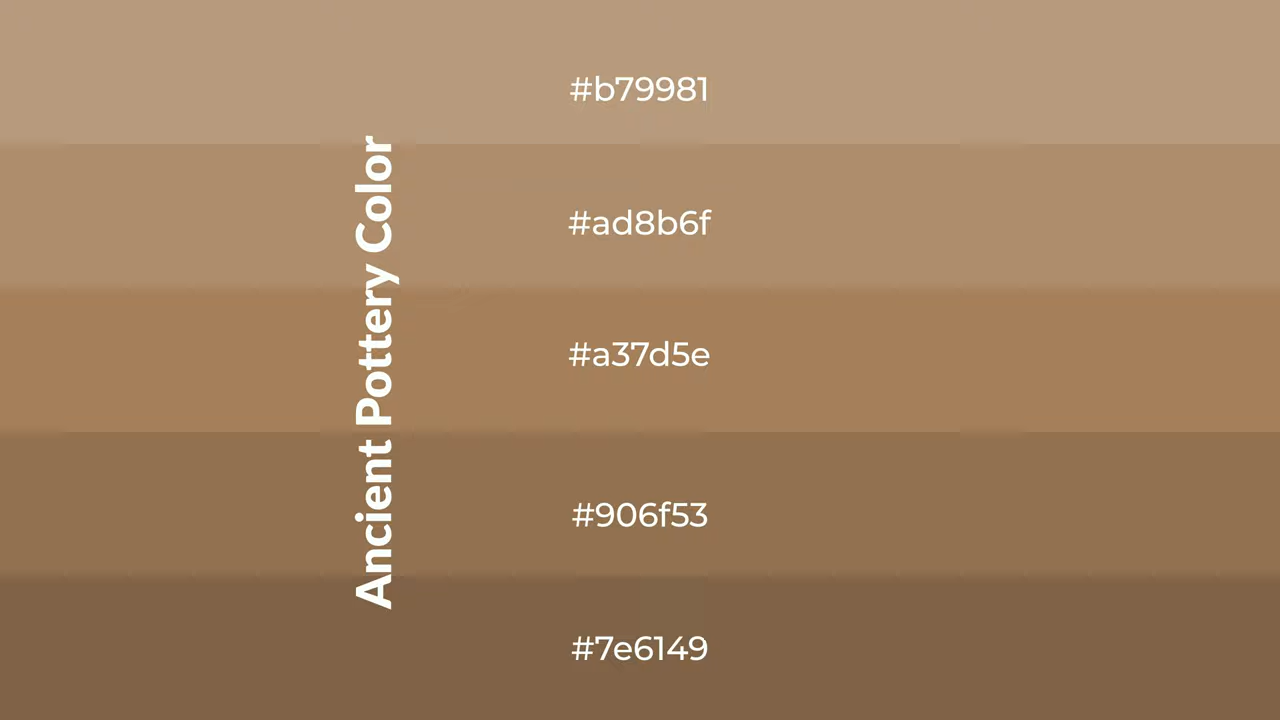 Ancient Pottery Color
#b79981
#ad8b6f
#a37d5e
#906f53
#7e6149